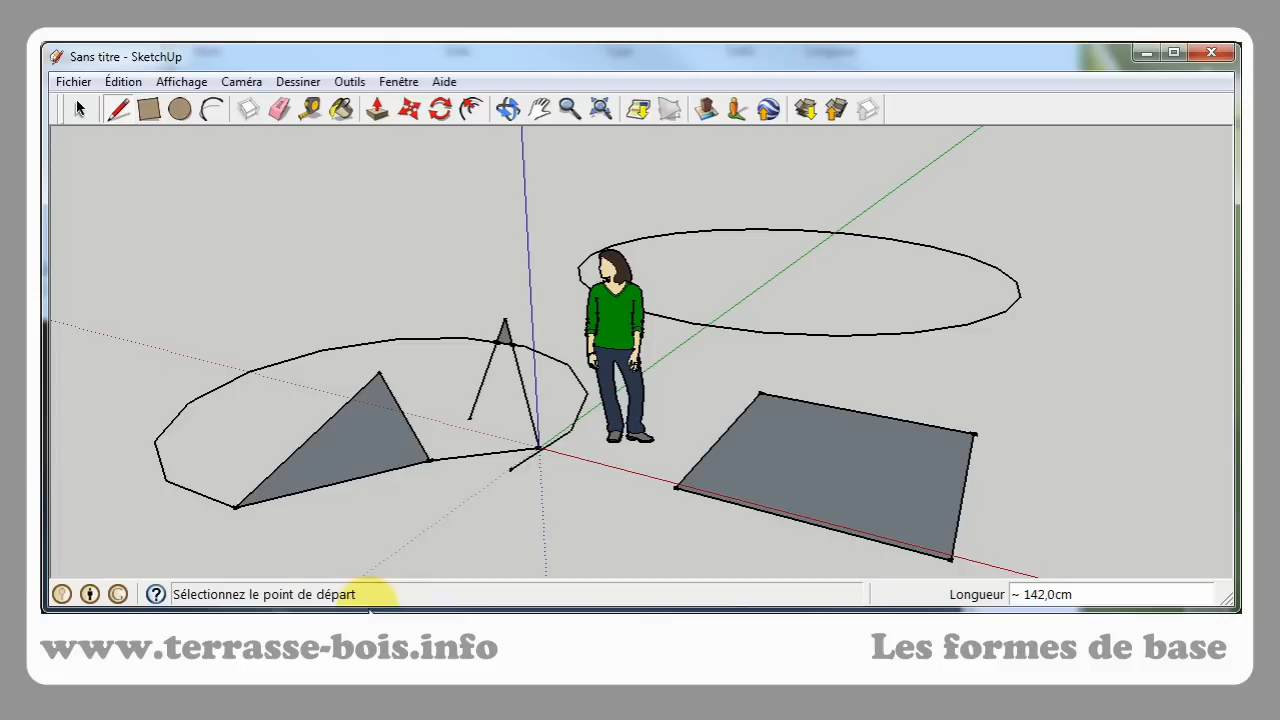 Sans titre - SketchUp
Fichier Édition Affichage Caméra Dessiner Outils Fenêtre Aide
Sélectionnez le point de départ Longueur ~ 142,0cm
www.terrasse-bois.info Les formes de base